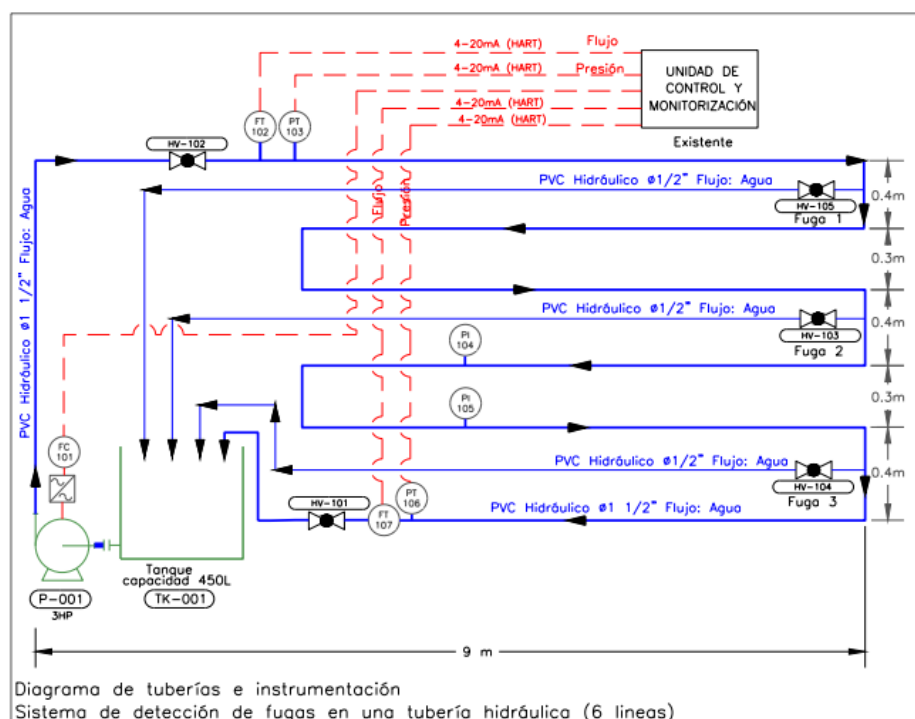 4-20mA (HART) Flujo
4-20mA (HART) Presión
4-20mA (HART)
4-20mA (HART)
UNIDAD DE
CONTROL Y
MONITORIZACIÓN
Existente
FT
102
PT
103
HV-102
PVC Hidráulico ø1/2" Flujo: Agua
HV-105
Fuga 1
0.4m
Flujo
Presión
0.3m
PVC Hidráulico ø1 1/2" Flujo: Agua
PVC Hidráulico ø1/2" Flujo: Agua
HV-103
Fuga 2
0.4m
PI
104
0.3m
PI
105
FC
101
PVC Hidráulico ø1/2" Flujo: Agua
HV-104
Fuga 3
0.4m
HV-101
FT
107
PT
106
PVC Hidráulico ø1 1/2" Flujo: Agua
Tanque
capacidad 450L
P-001
3HP
TK-001
9 m
Diagrama de tuberías e instrumentación
Sistema de detección de fugas en una tubería hidráulica (6 lineas)